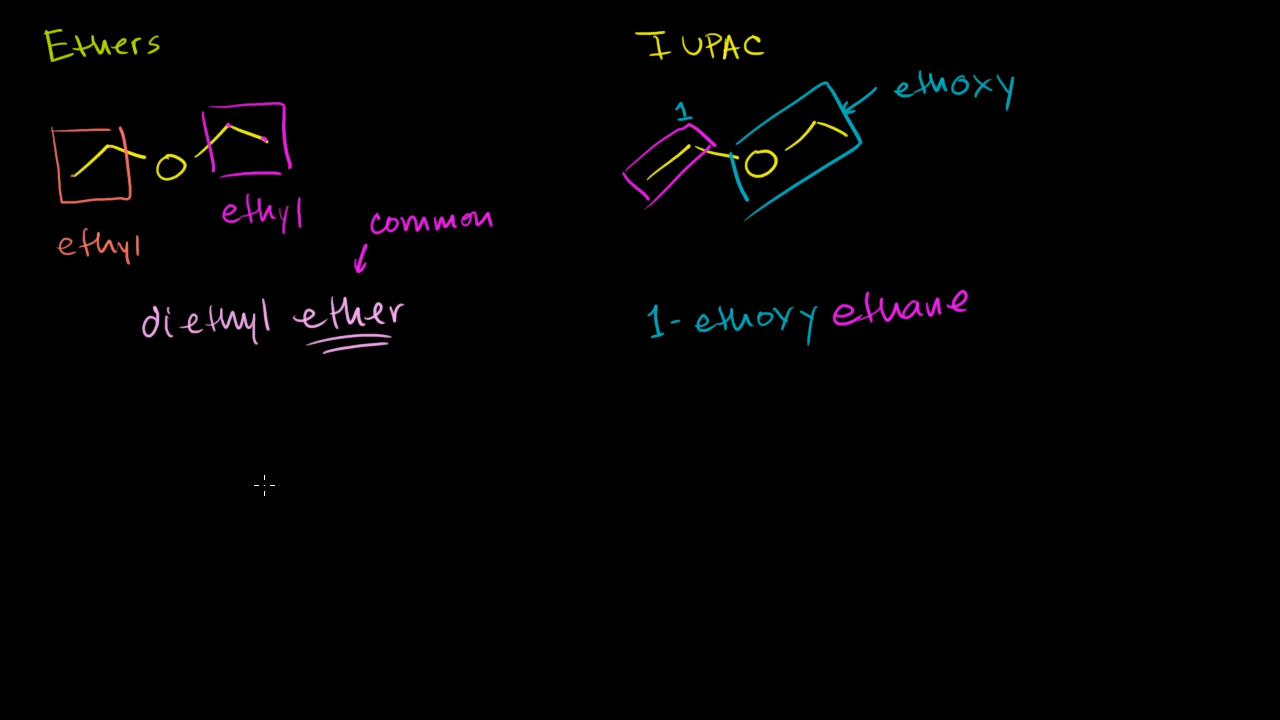 Ethers
O
ethyl
ethyl
common
diethyl ether
IUPAC
1
ethoxy
O
1-ethoxy ethane